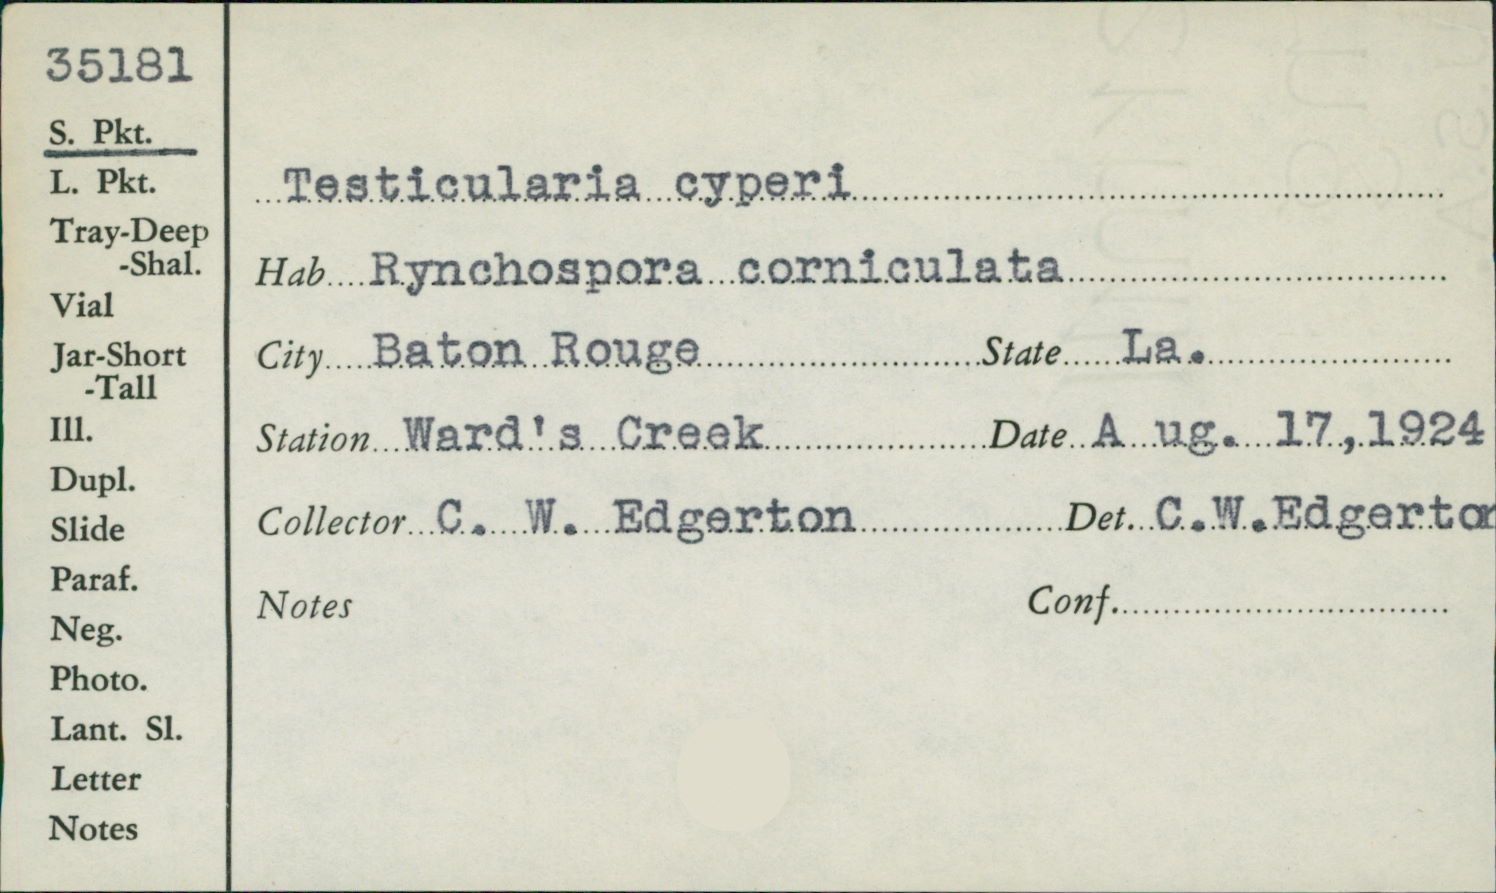 35181
S. Pkt.
L. Pkt.
Tray-Deep
-Shal.
Vial
Jar-Short
-Tall
Ill.
Dupl.
Slide
Paraf.
Neg.
Photo.
Lant. Sl.
Letter
Notes
Testicularia cyperi
Hab Rynchospora corniculata
City Baton Rouge State La.
Station Ward's Creek Date A ug. 17,1924
Collector C. W. Edgerton Det. C.W.Edgerton
Notes Conf.